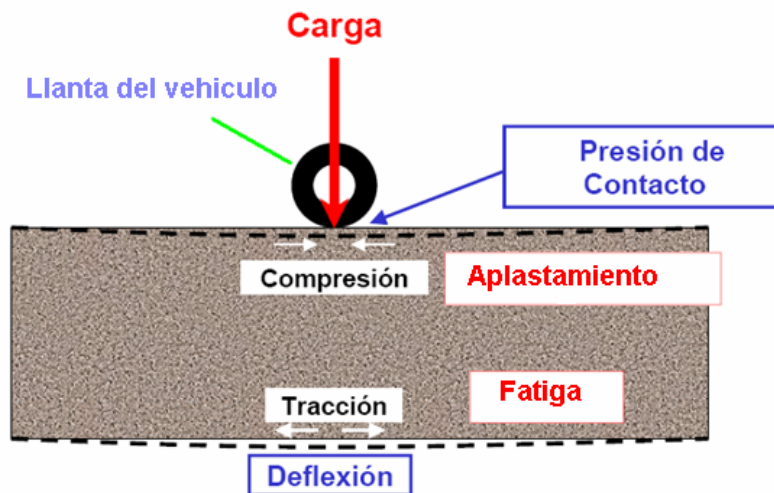 Carga
Llanta del vehiculo
Presión de
Contacto
Compresión
Aplastamiento
Fatiga
Tracción
Deflexión